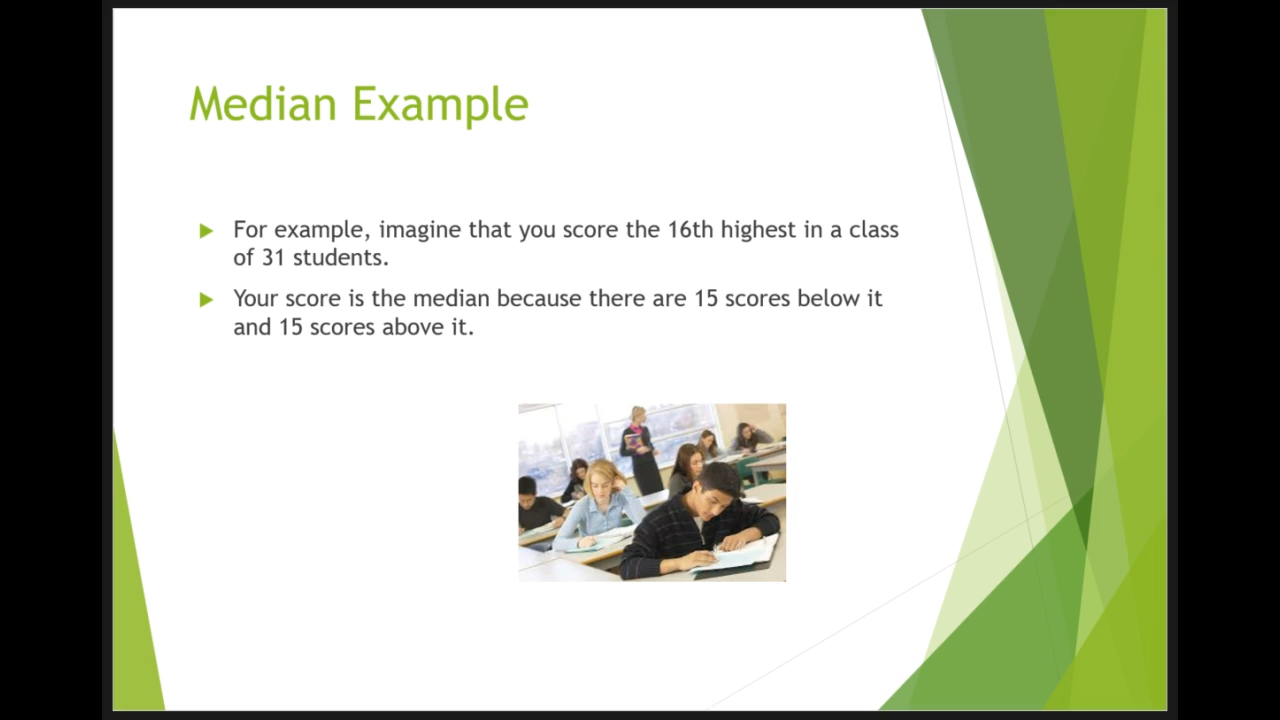 Median Example
For example, imagine that you score the 16th highest in a class
of 31 students.
Your score is the median because there are 15 scores below it
and 15 scores above it.